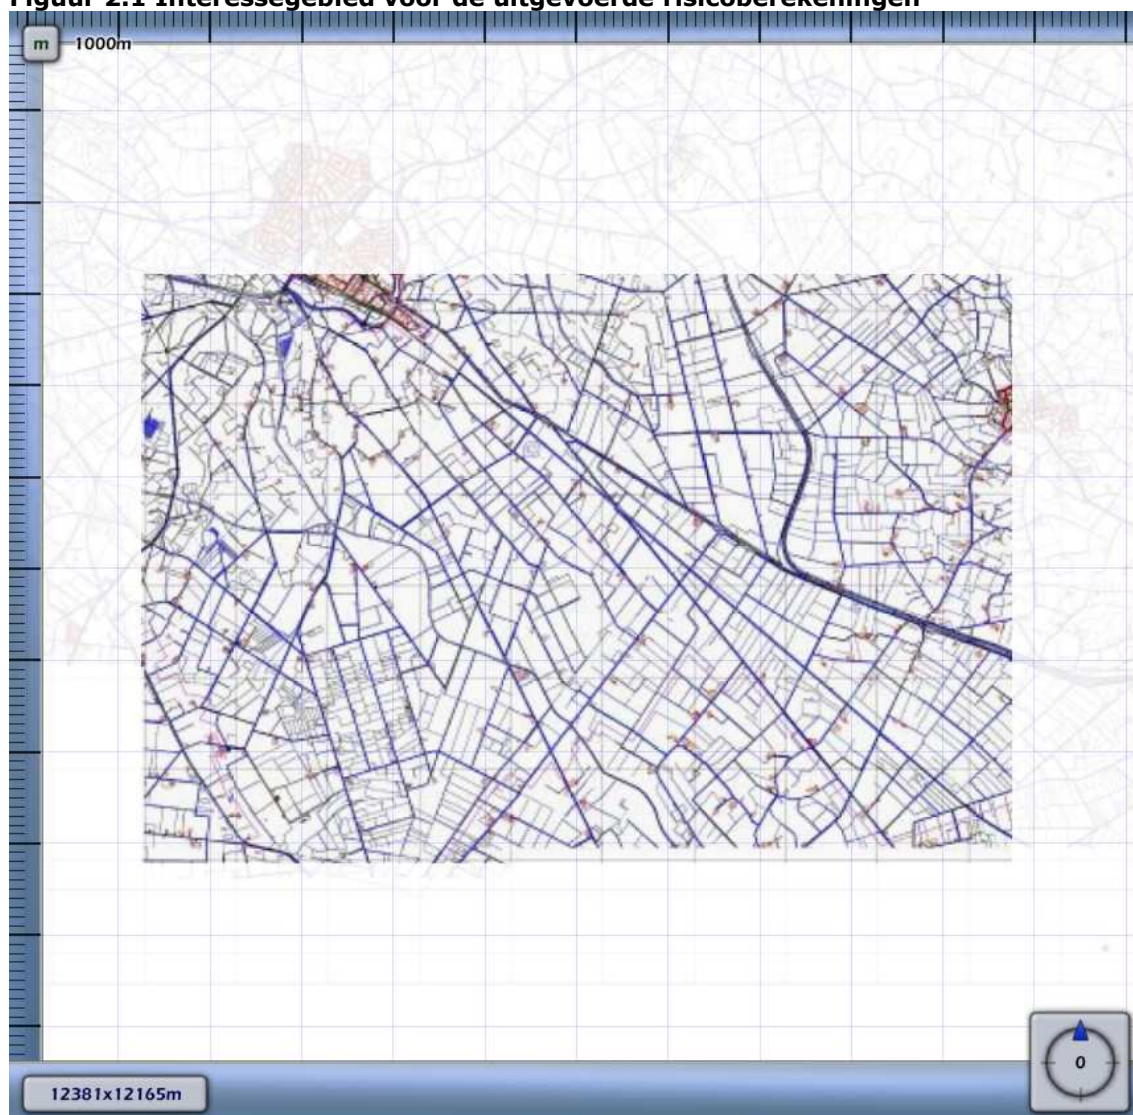 Figuur 2.1 Interessegebied voor de uitgevoerde risicoberekeningen
m 1000m
0
12381x12165m